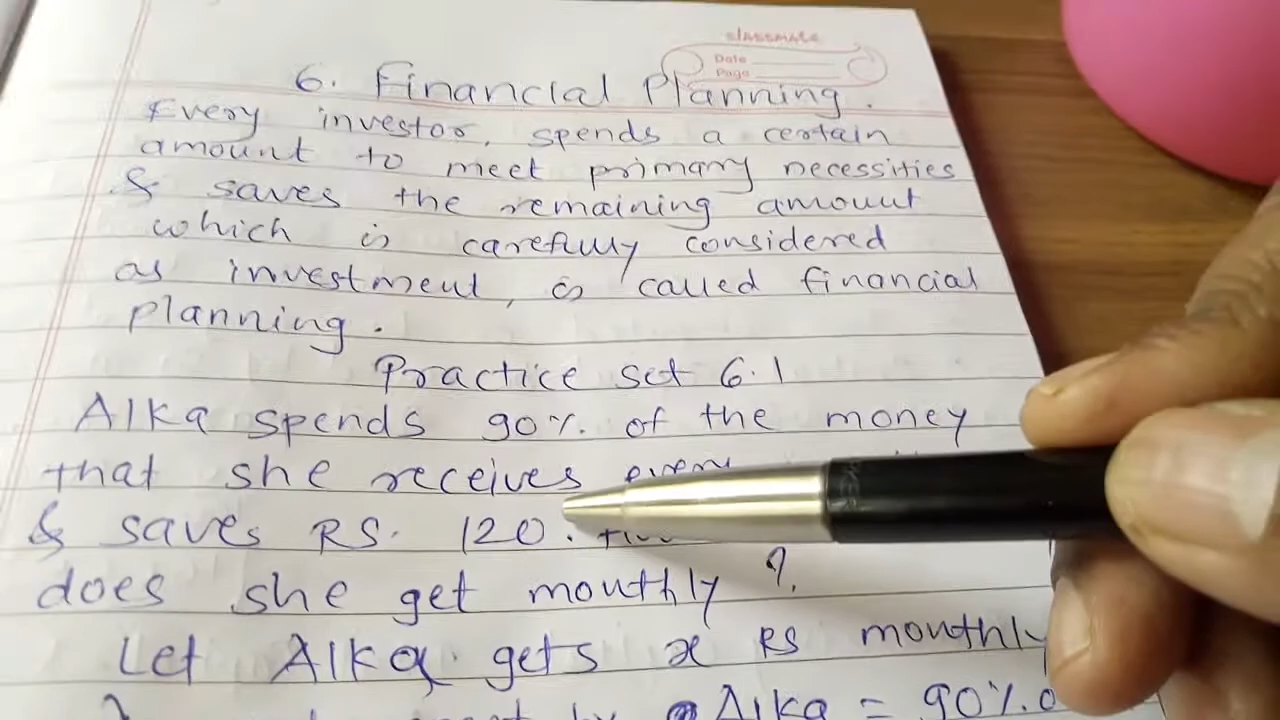 classmate
Date
Page
6. Financial Planning.
Every investor, spends a certain
amount to meet primary necessities
& saves the remaining amount
which is carefully considered
as investment, is called financial
planning.
Practice set 6.1
Alka spends 90%. of the money
that she receives every
& saves RS. 120.
does she get monthly ?
Let Alka gets x RS monthly
by Alka = 90%.